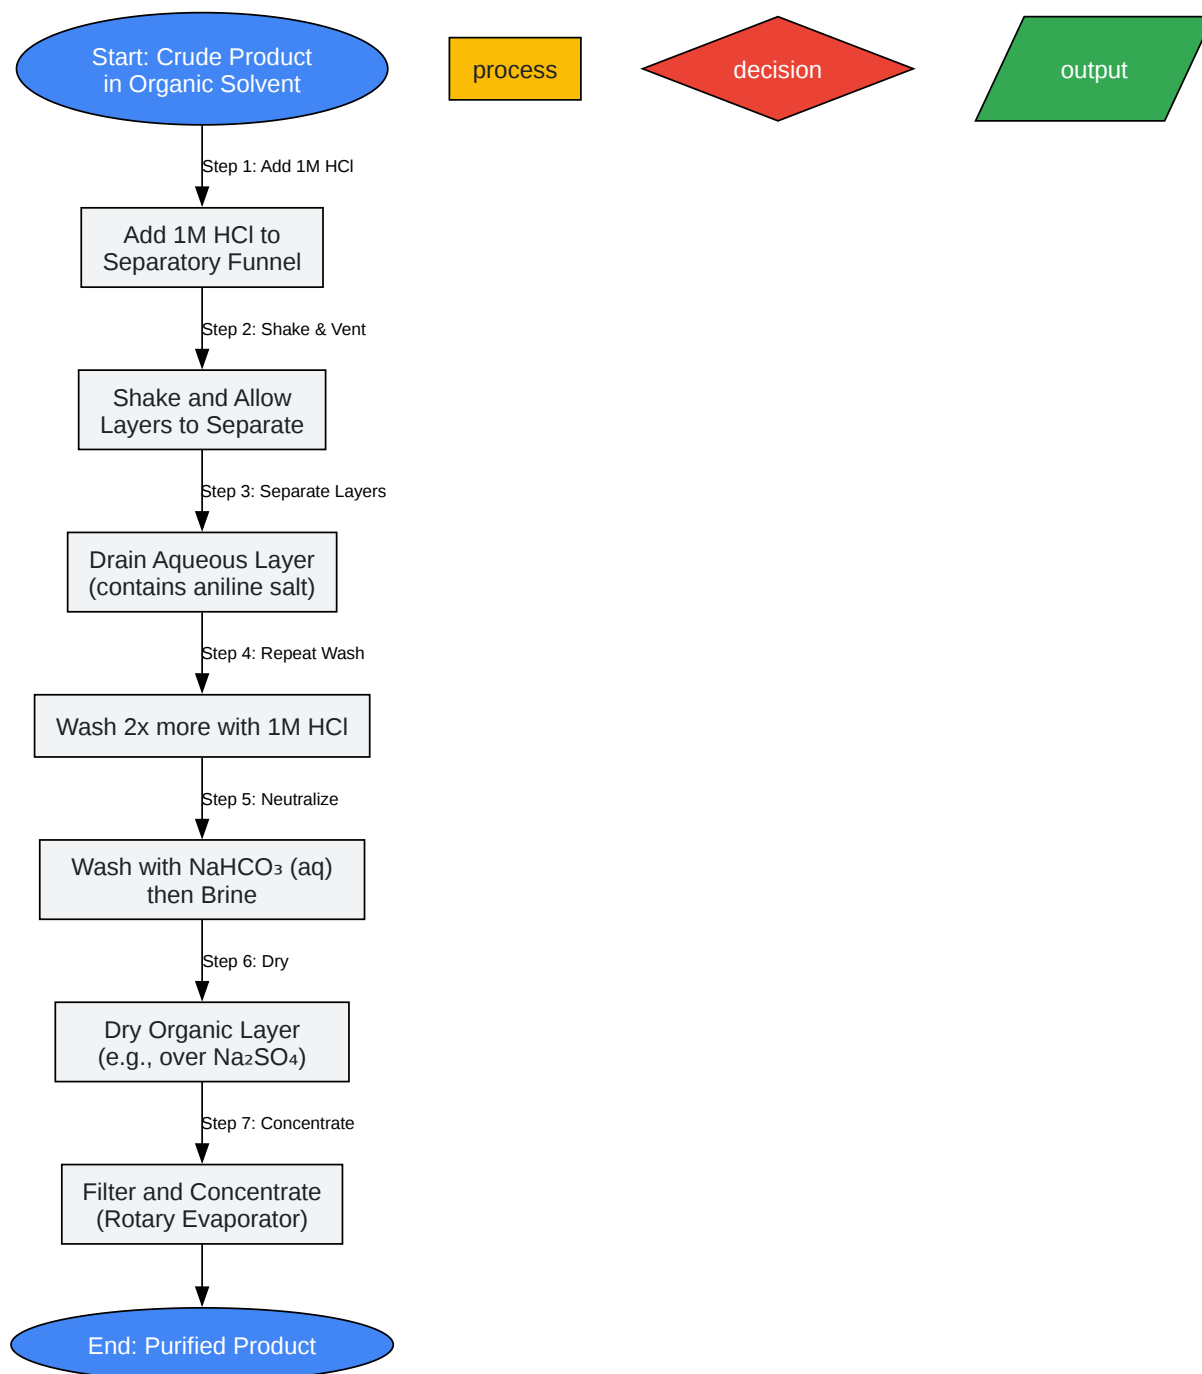 Start: Crude Product
in Organic Solvent
process
decision
output
Step 1: Add 1M HCl
Add 1M HCl to
Separatory Funnel
Step 2: Shake & Vent
Shake and Allow
Layers to Separate
Step 3: Separate Layers
Drain Aqueous Layer
(contains aniline salt)
Step 4: Repeat Wash
Wash 2x more with 1M HCl
Step 5: Neutralize
Wash with NaHCO₃ (aq)
then Brine
Step 6: Dry
Dry Organic Layer
(e.g., over Na₂SO₄)
Step 7: Concentrate
Filter and Concentrate
(Rotary Evaporator)
End: Purified Product